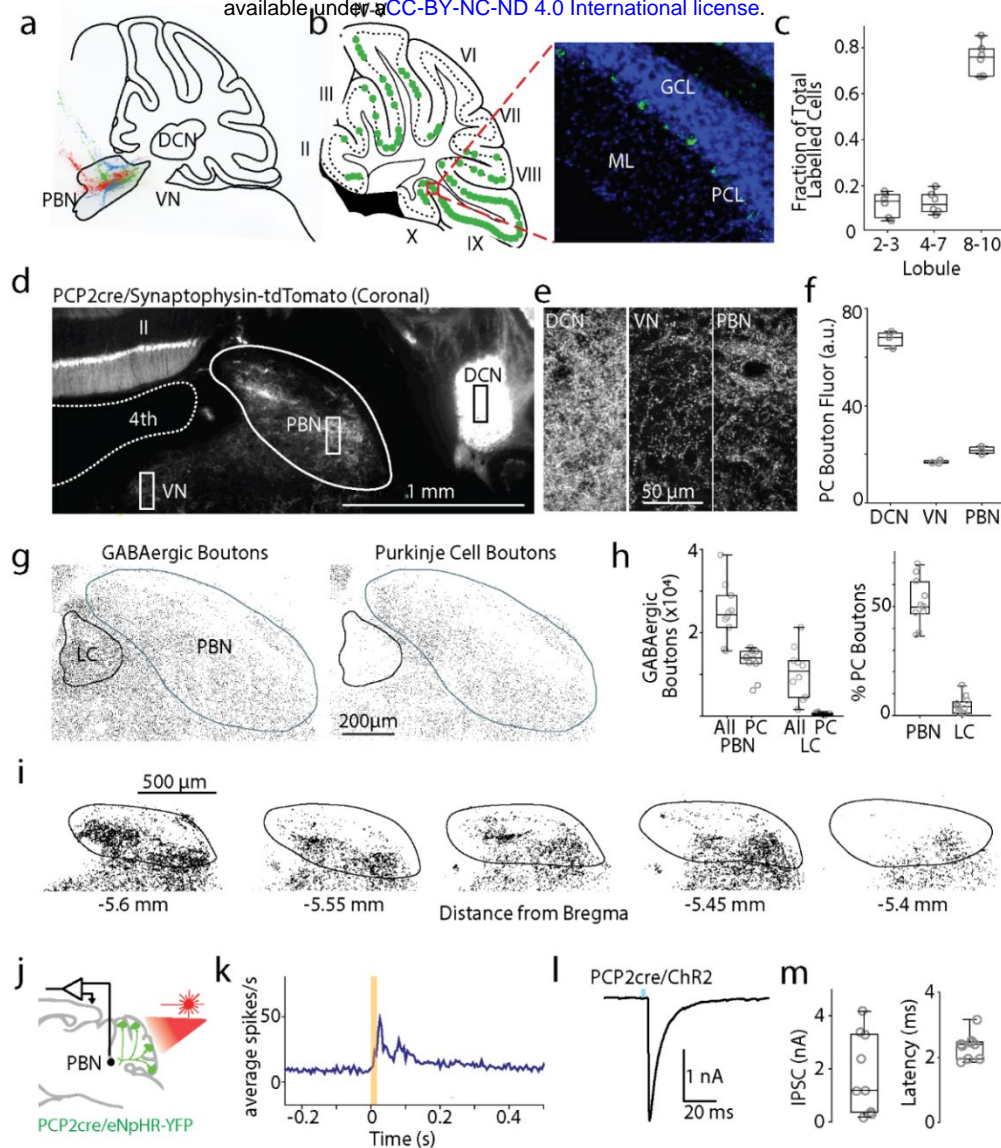 available under aCC-BY-NC-ND 4.0 International license.
a
DCN
PBN
VN
b
IV-V
VI
III
VII
II
VIII
X
IX
GCL
ML
PCL
c
Fraction of Total
Labelled Cells
0.8
0.6
0.4
0.2
0
2-3 4-7 8-10
Lobule
d
PCP2cre/Synaptophysin-tdTomato (Coronal)
II
DCN
PBN
4th
VN
1 mm
e
DCN VN PBN
50 µm
f
PC Bouton Fluor (a.u.)
80
40
0
DCN VN PBN
g
GABAergic Boutons
Purkinje Cell Boutons
LC
PBN
200µm
h
GABAergic
Boutons (x10⁴)
4
2
All PC All PC
PBN LC
% PC Boutons
50
0
PBN LC
i
500 µm
-5.6 mm
-5.55 mm
Distance from Bregma
-5.45 mm
-5.4 mm
j
PBN
PCP2cre/eNpHR-YFP
k
average spikes/s
50
0
-0.2 0 0.2 0.4
Time (s)
l
PCP2cre/ChR2
1 nA
20 ms
m
IPSC (nA)
4
2
0
Latency (ms)
4
2
0